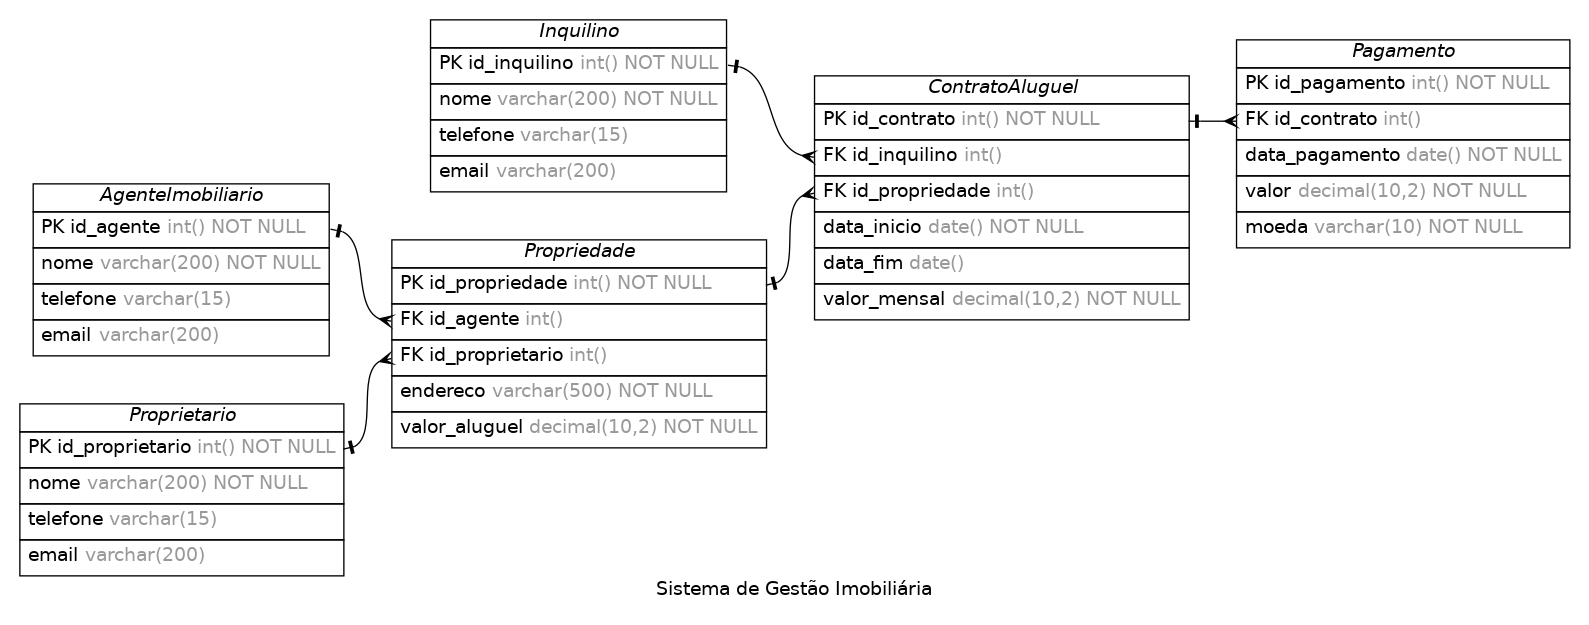 Inquilino
PK id_inquilino int() NOT NULL
nome varchar(200) NOT NULL
telefone varchar(15)
email varchar(200)
Pagamento
PK id_pagamento int() NOT NULL
FK id_contrato int()
data_pagamento date() NOT NULL
valor decimal(10,2) NOT NULL
moeda varchar(10) NOT NULL
ContratoAluguel
PK id_contrato int() NOT NULL
FK id_inquilino int()
FK id_propriedade int()
data_inicio date() NOT NULL
data_fim date()
valor_mensal decimal(10,2) NOT NULL
AgenteImobiliario
PK id_agente int() NOT NULL
nome varchar(200) NOT NULL
telefone varchar(15)
email varchar(200)
Propriedade
PK id_propriedade int() NOT NULL
FK id_agente int()
FK id_proprietario int()
endereco varchar(500) NOT NULL
valor_aluguel decimal(10,2) NOT NULL
Proprietario
PK id_proprietario int() NOT NULL
nome varchar(200) NOT NULL
telefone varchar(15)
email varchar(200)
Sistema de Gestão Imobiliária